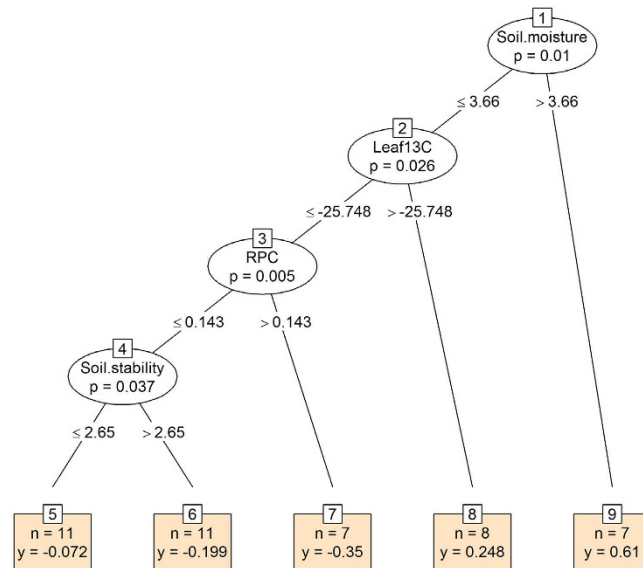 1
Soil.moisture
p = 0.01
≤ 3.66
> 3.66
2
Leaf13C
p = 0.026
≤ -25.748
> -25.748
3
RPC
p = 0.005
≤ 0.143
> 0.143
4
Soil.stability
p = 0.037
≤ 2.65
> 2.65
5
n = 11
y = -0.072
6
n = 11
y = -0.199
7
n = 7
y = -0.35
8
n = 8
y = 0.248
9
n = 7
y = 0.61